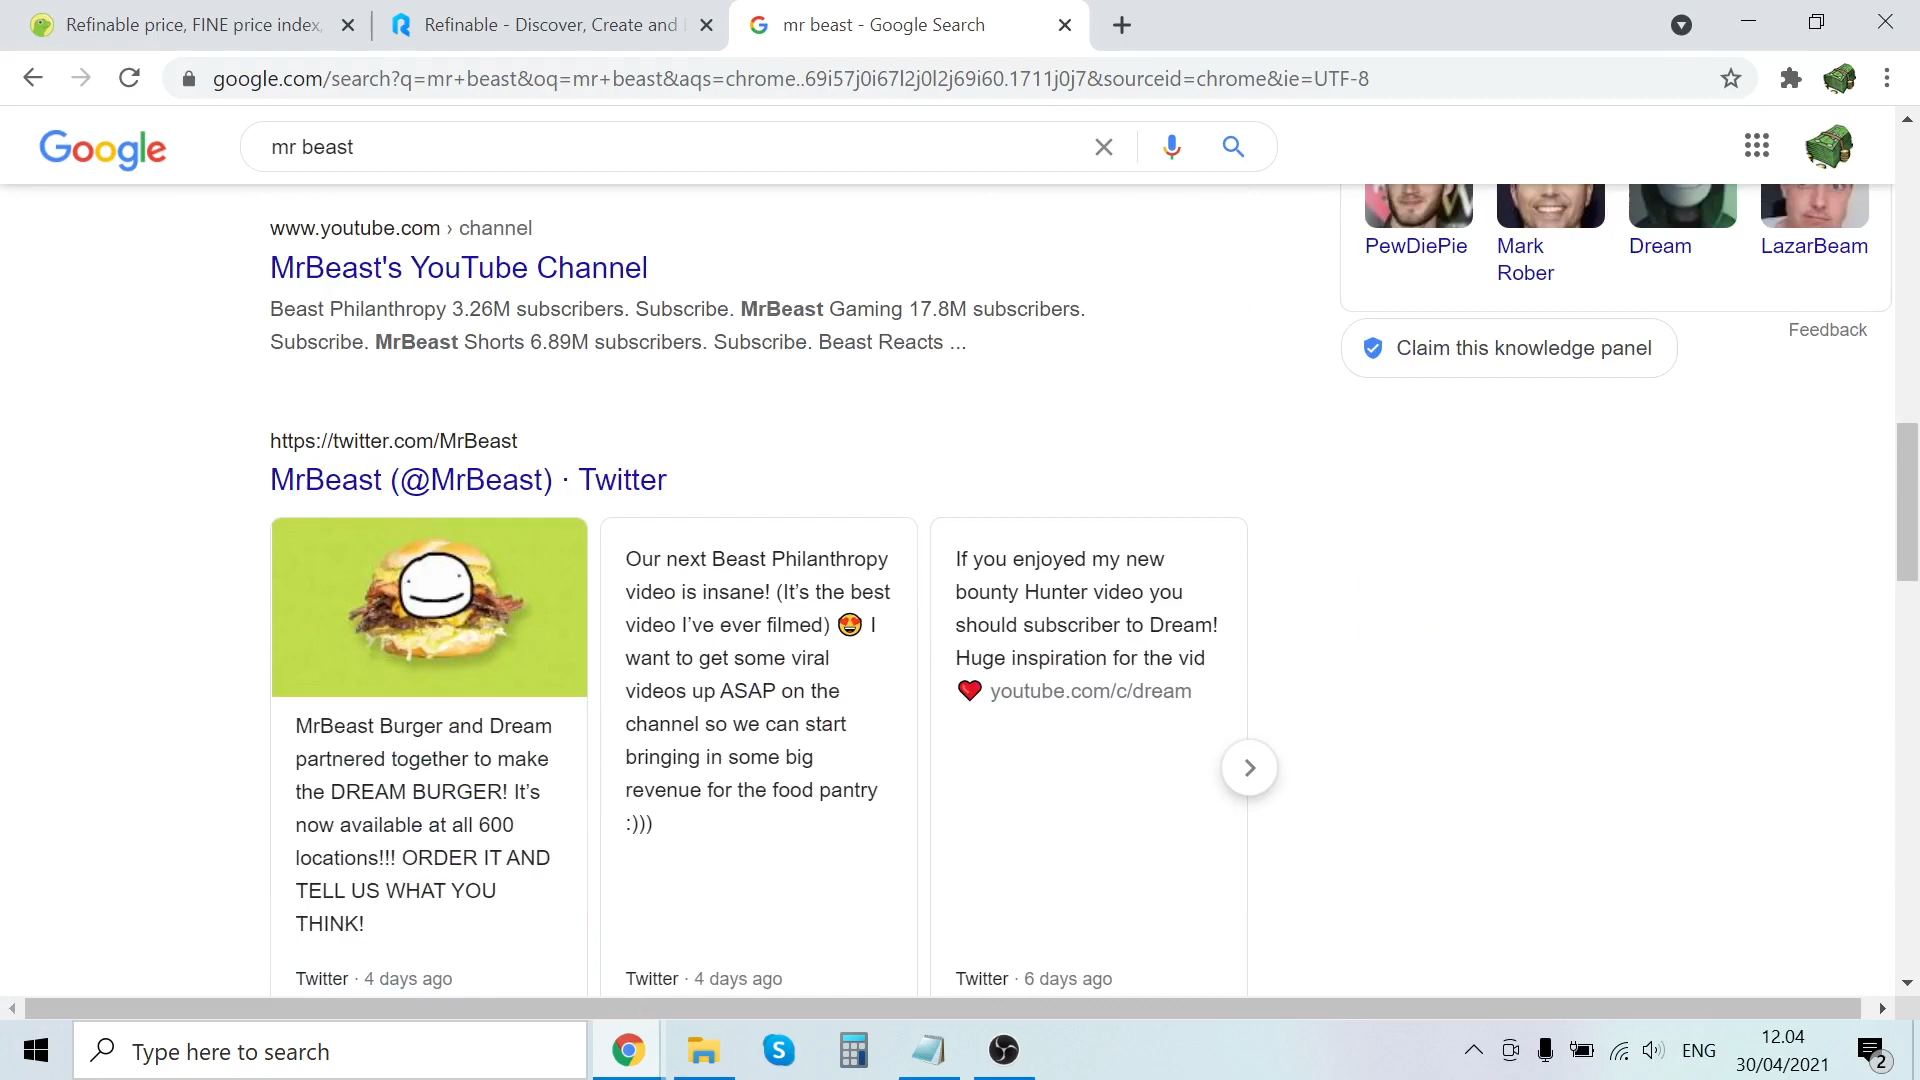 Refinable price, FINE price index,
Refinable - Discover, Create and
mr beast - Google Search
google.com/search?q=mr+beast&oq=mr+beast&aqs=chrome..69i57j0i67l2j0l2j69i60.1711j0j7&sourceid=chrome&ie=UTF-8
Google
mr beast
www.youtube.com › channel
MrBeast's YouTube Channel
Beast Philanthropy 3.26M subscribers. Subscribe. MrBeast Gaming 17.8M subscribers.
Subscribe. MrBeast Shorts 6.89M subscribers. Subscribe. Beast Reacts ...
PewDiePie
Mark
Rober
Dream
LazarBeam
Feedback
Claim this knowledge panel
https://twitter.com/MrBeast
MrBeast (@MrBeast) · Twitter
MrBeast Burger and Dream
partnered together to make
the DREAM BURGER! It’s
now available at all 600
locations!!! ORDER IT AND
TELL US WHAT YOU
THINK!
Twitter · 4 days ago
Our next Beast Philanthropy
video is insane! (It’s the best
video I’ve ever filmed) 😍 I
want to get some viral
videos up ASAP on the
channel so we can start
bringing in some big
revenue for the food pantry
:)))
Twitter · 4 days ago
If you enjoyed my new
bounty Hunter video you
should subscriber to Dream!
Huge inspiration for the vid
❤️ youtube.com/c/dream
Twitter · 6 days ago
Type here to search
ENG
12.04
30/04/2021
2